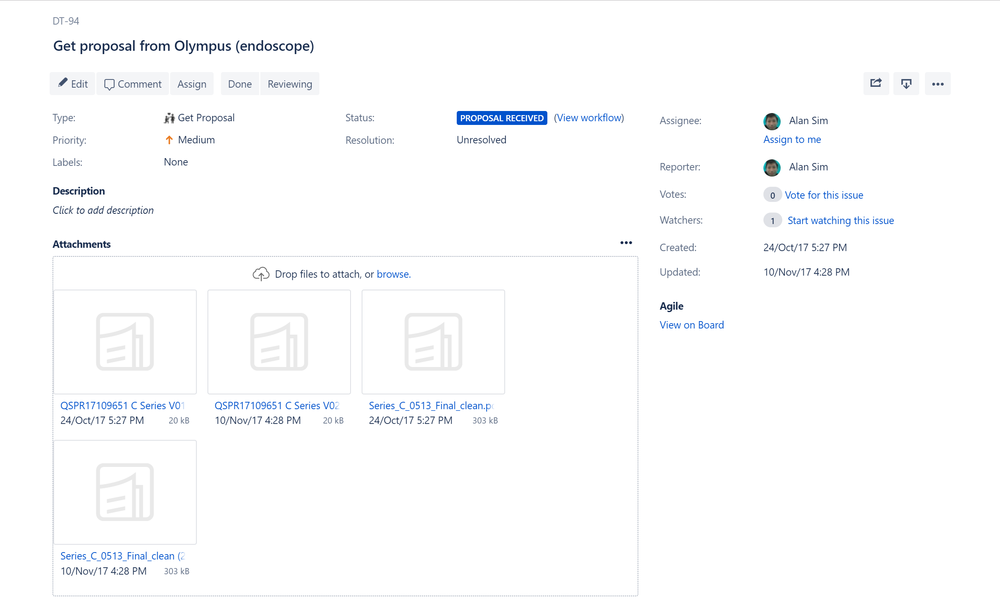 DT-94
Get proposal from Olympus (endoscope)
Edit Comment Assign Done Reviewing
Type: Get Proposal
Priority: Medium
Labels: None
Status: PROPOSAL RECEIVED (View workflow)
Resolution: Unresolved
Description
Click to add description
Attachments
Drop files to attach, or browse.
QSPR17109651 C Series V01
24/Oct/17 5:27 PM 20 kB
QSPR17109651 C Series V02
10/Nov/17 4:28 PM 20 kB
Series_C_0513_Final_clean.pd
24/Oct/17 5:27 PM 303 kB
Series_C_0513_Final_clean (2
10/Nov/17 4:28 PM 303 kB
Assignee: Alan Sim
Assign to me
Reporter: Alan Sim
Votes: 0 Vote for this issue
Watchers: 1 Start watching this issue
Created: 24/Oct/17 5:27 PM
Updated: 10/Nov/17 4:28 PM
Agile
View on Board